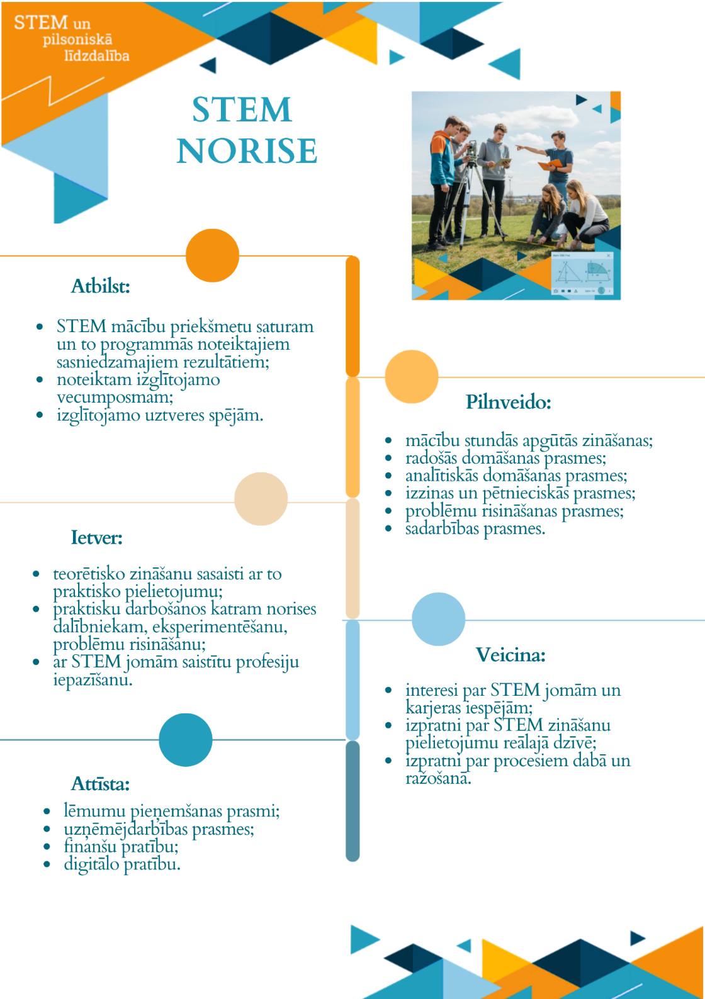 STEM un
pilsoniskā
līdzdalība
STEM
NORISE
Atbilst:
• STEM mācību priekšmetu saturam
un to programmās noteiktajiem
sasniedzamajiem rezultātiem;
• noteiktam izglītojamo
vecumposmam;
• izglītojamo uztveres spējām.
Pilnveido:
• mācību stundās apgūtās zināšanas;
• radošās domāšanas prasmes;
• analītiskās domāšanas prasmes;
• izziņas un pētnieciskās prasmes;
• problēmu risināšanas prasmes;
• sadarbības prasmes.
Ietver:
• teorētisko zināšanu sasaisti ar to
praktisko pielietojumu;
• praktisku darbošanos katram norises
dalībniekam, eksperimentēšanu,
problēmu risināšanu;
• ar STEM jomām saistītu profesiju
iepazīšanu.
Veicina:
• interesi par STEM jomām un
karjeras iespējām;
• izpratni par STEM zināšanu
pielietojumu reālajā dzīvē;
• izpratni par procesiem dabā un
ražošanā.
Attīsta:
• lēmumu pieņemšanas prasmi;
• uzņēmējdarbības prasmes;
• finanšu pratību;
• digitālo pratību.